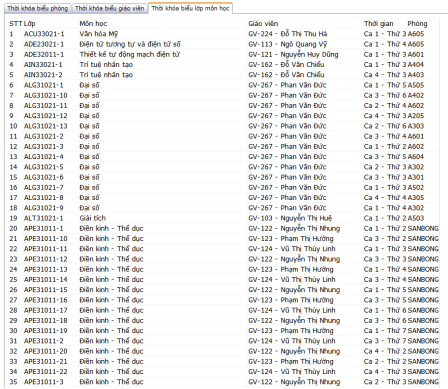 Thời khóa biểu phòng Thời khóa biểu giáo viên Thời khóa biểu lớp môn học
STT Lớp Môn học Giáo viên Thời gian Phòng
1 ACU33021-1 Văn hóa Mỹ GV-224 - Đỗ Thị Thu Hà Ca 1 - Thứ 3 A605
2 ADE23021-1 Điện tử tương tự và điện tử số GV-113 - Ngô Quang Vỹ Ca 1 - Thứ 4 A605
3 ADE32011-1 Thiết kế tự động mạch điện tử GV-121 - Nguyễn Huy Dũng Ca 1 - Thứ 3 A601
4 AIN33021-1 Trí tuệ nhân tạo GV-162 - Đỗ Văn Chiểu Ca 1 - Thứ 3 A404
5 AIN33021-2 Trí tuệ nhân tạo GV-162 - Đỗ Văn Chiểu Ca 4 - Thứ 3 A403
6 ALG31021-1 Đại số GV-267 - Phan Văn Đức Ca 1 - Thứ 5 A505
7 ALG31021-10 Đại số GV-267 - Phan Văn Đức Ca 2 - Thứ 6 A402
8 ALG31021-11 Đại số GV-267 - Phan Văn Đức Ca 3 - Thứ 4 A602
9 ALG31021-12 Đại số GV-267 - Phan Văn Đức Ca 4 - Thứ 2 A205
10 ALG31021-13 Đại số GV-267 - Phan Văn Đức Ca 2 - Thứ 6 A303
11 ALG31021-2 Đại số GV-267 - Phan Văn Đức Ca 3 - Thứ 4 A601
12 ALG31021-3 Đại số GV-267 - Phan Văn Đức Ca 1 - Thứ 2 A402
13 ALG31021-4 Đại số GV-267 - Phan Văn Đức Ca 3 - Thứ 5 A604
14 ALG31021-5 Đại số GV-267 - Phan Văn Đức Ca 2 - Thứ 3 A302
15 ALG31021-6 Đại số GV-267 - Phan Văn Đức Ca 3 - Thứ 3 A301
16 ALG31021-7 Đại số GV-267 - Phan Văn Đức Ca 1 - Thứ 5 A502
17 ALG31021-8 Đại số GV-267 - Phan Văn Đức Ca 4 - Thứ 4 A305
18 ALG31021-9 Đại số GV-267 - Phan Văn Đức Ca 1 - Thứ 4 A302
19 ALT31021-1 Giải tích GV-103 - Nguyễn Thị Huệ Ca 1 - Thứ 2 A503
20 APE31011-1 Điền kinh - Thể dục GV-122 - Nguyễn Thị Nhung Ca 1 - Thứ 2 SANBONG
21 APE31011-10 Điền kinh - Thể dục GV-123 - Phạm Thị Hường Ca 3 - Thứ 2 SANBONG
22 APE31011-11 Điền kinh - Thể dục GV-124 - Vũ Thị Thùy Linh Ca 1 - Thứ 3 SANBONG
23 APE31011-12 Điền kinh - Thể dục GV-122 - Nguyễn Thị Nhung Ca 2 - Thứ 3 SANBONG
24 APE31011-13 Điền kinh - Thể dục GV-123 - Phạm Thị Hường Ca 1 - Thứ 4 SANBONG
25 APE31011-14 Điền kinh - Thể dục GV-124 - Vũ Thị Thùy Linh Ca 4 - Thứ 3 SANBONG
26 APE31011-15 Điền kinh - Thể dục GV-122 - Nguyễn Thị Nhung Ca 3 - Thứ 5 SANBONG
27 APE31011-16 Điền kinh - Thể dục GV-123 - Phạm Thị Hường Ca 3 - Thứ 3 SANBONG
28 APE31011-17 Điền kinh - Thể dục GV-124 - Vũ Thị Thùy Linh Ca 1 - Thứ 6 SANBONG
29 APE31011-18 Điền kinh - Thể dục GV-122 - Nguyễn Thị Nhung Ca 3 - Thứ 6 SANBONG
30 APE31011-19 Điền kinh - Thể dục GV-123 - Phạm Thị Hường Ca 3 - Thứ 4 SANBONG
31 APE31011-2 Điền kinh - Thể dục GV-124 - Vũ Thị Thùy Linh Ca 3 - Thứ 7 SANBONG
32 APE31011-20 Điền kinh - Thể dục GV-122 - Nguyễn Thị Nhung Ca 4 - Thứ 2 SANBONG
33 APE31011-21 Điền kinh - Thể dục GV-123 - Phạm Thị Hường Ca 2 - Thứ 7 SANBONG
34 APE31011-22 Điền kinh - Thể dục GV-124 - Vũ Thị Thùy Linh Ca 3 - Thứ 6 SANBONG
35 APE31011-3 Điền kinh - Thể dục GV-122 - Nguyễn Thị Nhung Ca 2 - Thứ 2 SANBONG